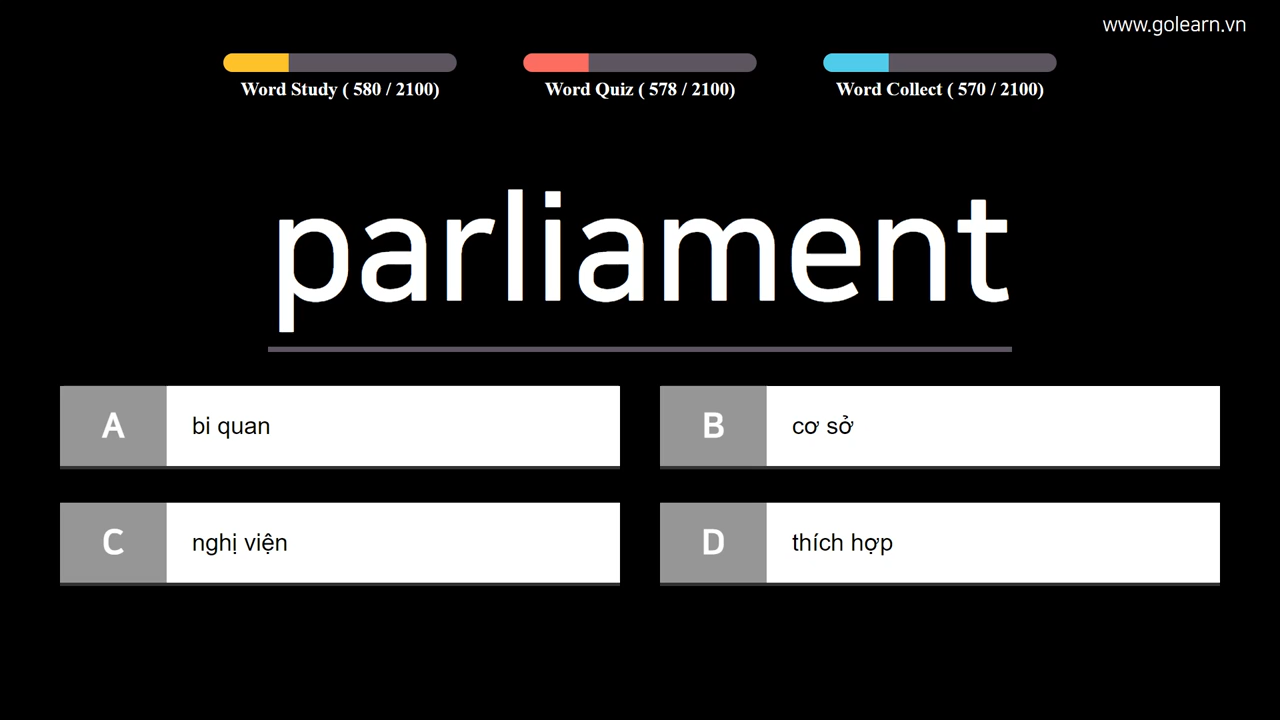 www.golearn.vn
Word Study ( 580 / 2100)
Word Quiz ( 578 / 2100)
Word Collect ( 570 / 2100)
parliament
A bi quan
B cơ sở
C nghị viện
D thích hợp